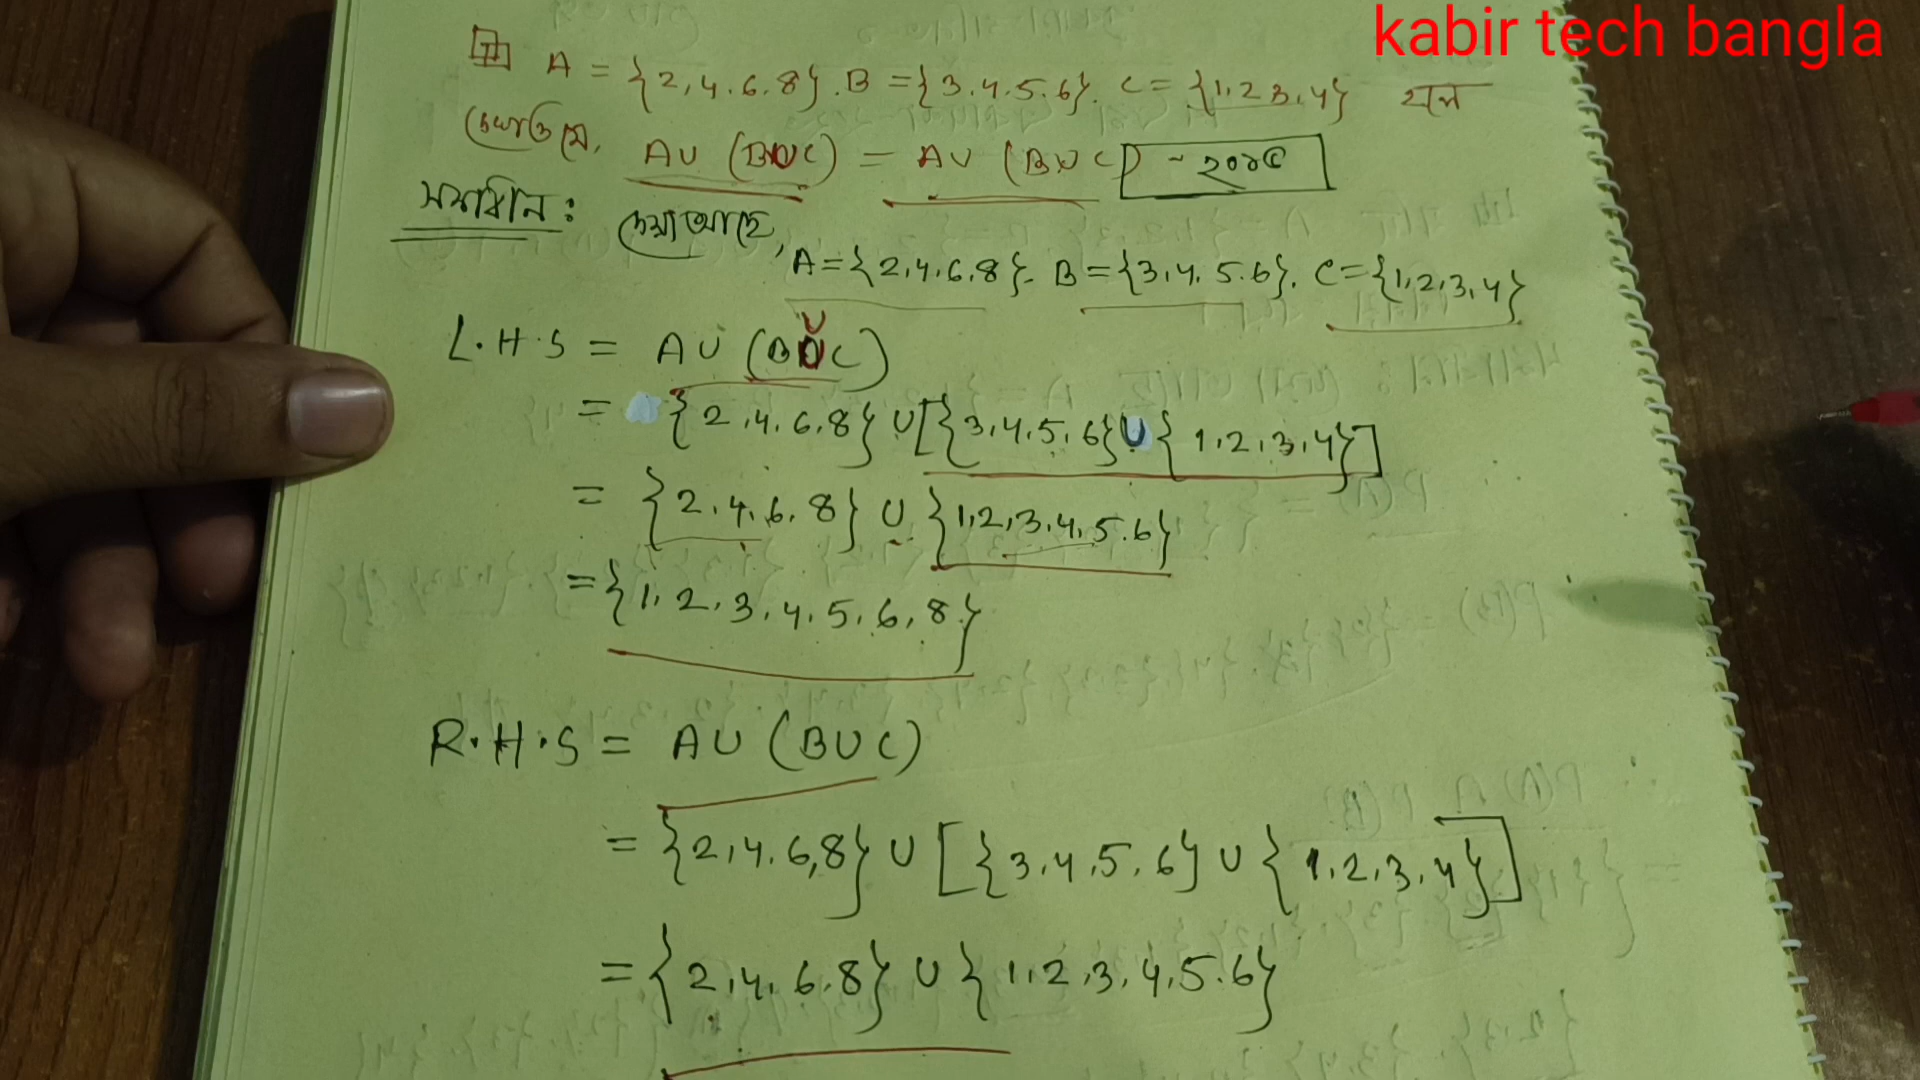 kabir tech bangla
A = {2,4.6.8}. B = {3.4.5.6}. C = {1,2 3,4} হলে
দেখাও যে, A∪ (B∪C) = A∪ (B∪C) - ২০১৫
সমাধান : দেয়া আছে,
A={2,4,6,8}. B={3,4,5.6}. C={1,2,3,4}
L.H.S = A∪ (B∪C)
= {2,4,6,8} ∪[{3,4,5,6}∪{1,2,3,4}]
= {2,4,6,8} ∪ {1,2,3,4,5.6}
= {1,2,3,4,5,6,8}
R.H.S = A∪ (B∪C)
= {2,4.6,8} ∪ [{3,4,5,6} ∪ {1,2,3,4}]
= {2,4,6,8} ∪ {1,2,3,4,5.6}